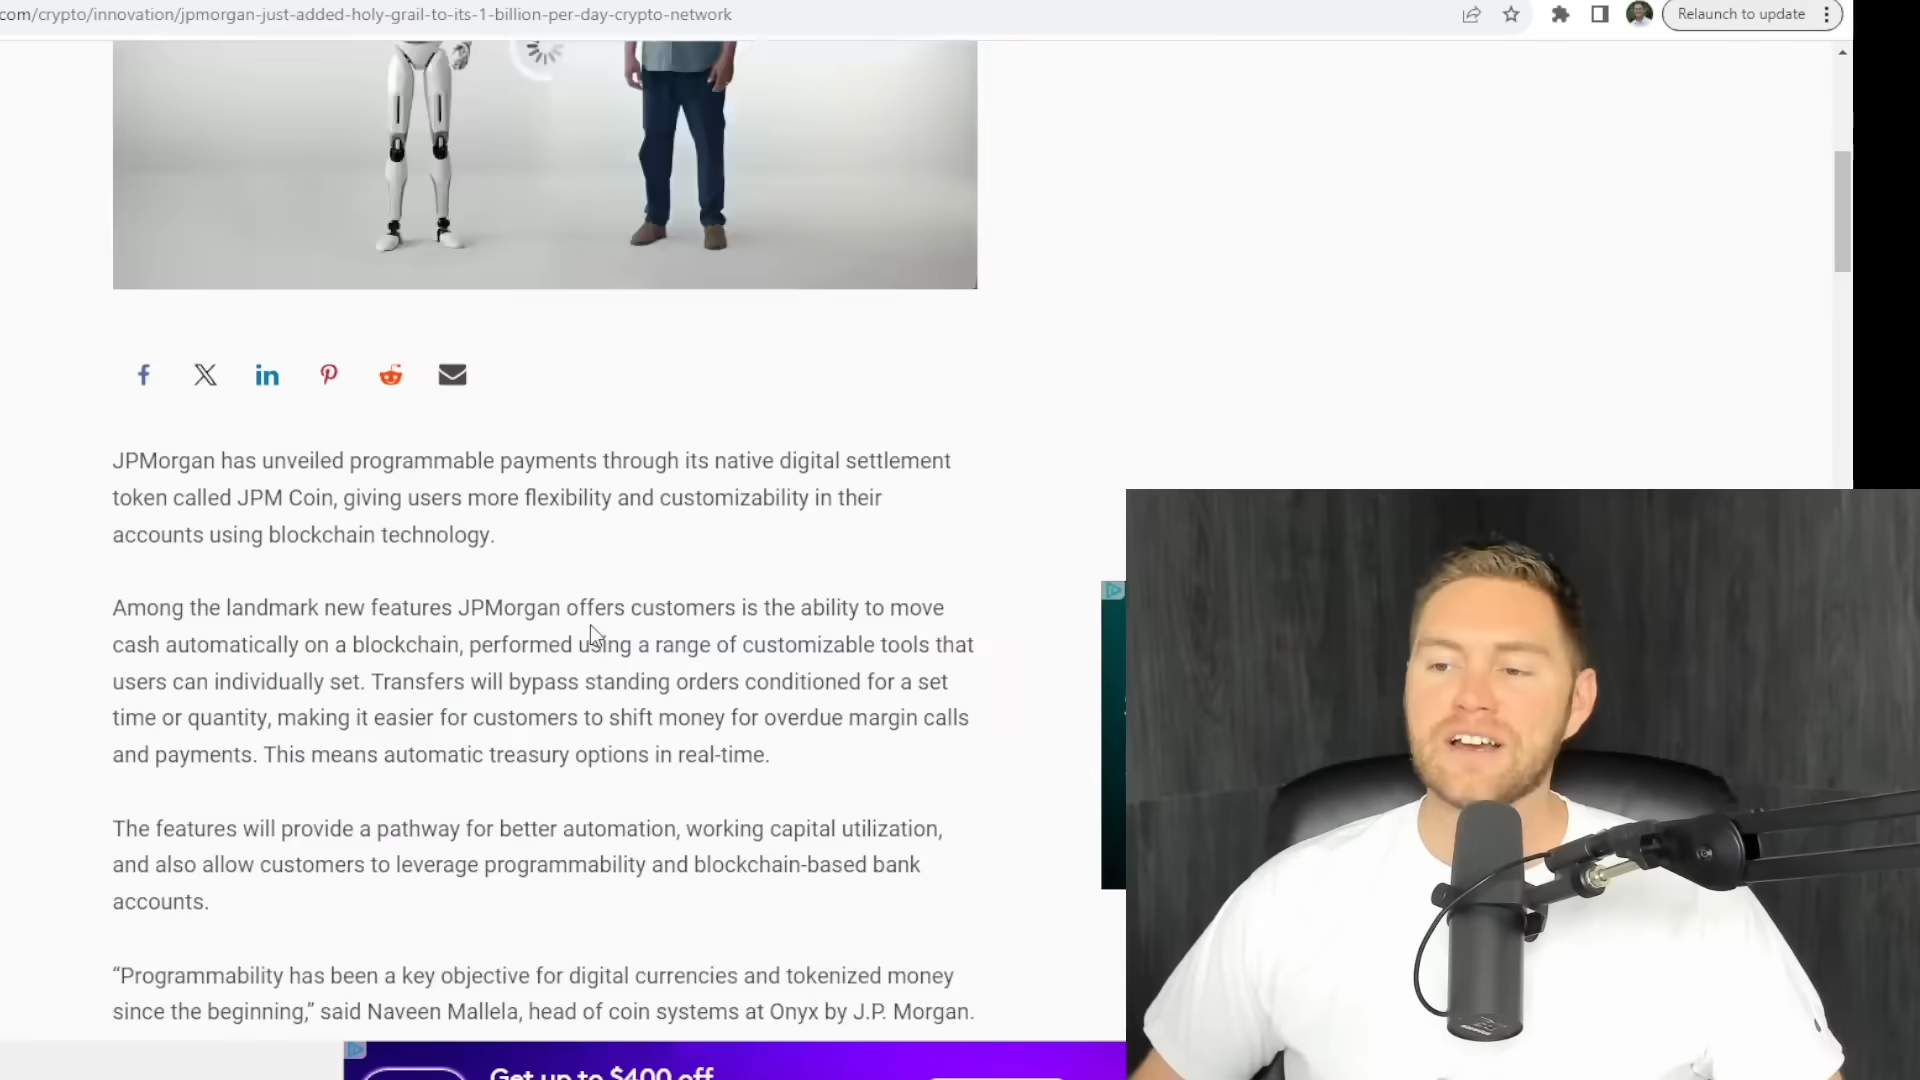 com/crypto/innovation/jpmorgan-just-added-holy-grail-to-its-1-billion-per-day-crypto-network
Relaunch to update
JPMorgan has unveiled programmable payments through its native digital settlement
token called JPM Coin, giving users more flexibility and customizability in their
accounts using blockchain technology.
Among the landmark new features JPMorgan offers customers is the ability to move
cash automatically on a blockchain, performed using a range of customizable tools that
users can individually set. Transfers will bypass standing orders conditioned for a set
time or quantity, making it easier for customers to shift money for overdue margin calls
and payments. This means automatic treasury options in real-time.
The features will provide a pathway for better automation, working capital utilization,
and also allow customers to leverage programmability and blockchain-based bank
accounts.
“Programmability has been a key objective for digital currencies and tokenized money
since the beginning,” said Naveen Mallela, head of coin systems at Onyx by J.P. Morgan.
Get up to $400 off